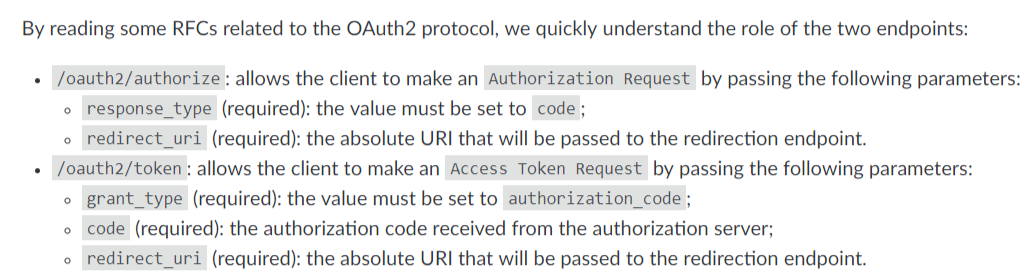 By reading some RFCs related to the OAuth2 protocol, we quickly understand the role of the two endpoints:
• /oauth2/authorize : allows the client to make an Authorization Request by passing the following parameters:
◦ response_type (required): the value must be set to code ;
◦ redirect_uri (required): the absolute URI that will be passed to the redirection endpoint.
• /oauth2/token : allows the client to make an Access Token Request by passing the following parameters:
◦ grant_type (required): the value must be set to authorization_code ;
◦ code (required): the authorization code received from the authorization server;
◦ redirect_uri (required): the absolute URI that will be passed to the redirection endpoint.